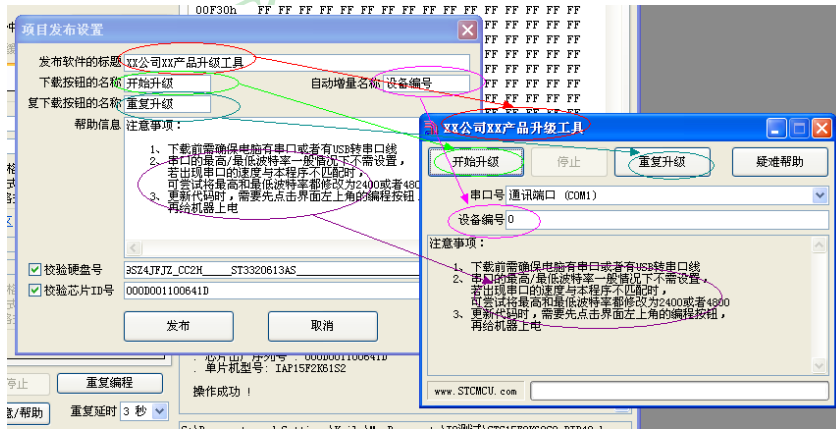 00F30h FF FF FF FF FF FF FF FF FF FF FF FF FF FF FF FF
项目发布设置
发布软件的标题 XX公司XX产品升级工具
下载按钮的名称 开始升级 自动增量名称 设备编号
复下载按钮的名称 重复升级
帮助信息 注意事项：
1、下载前需确保电脑有串口或者有USB转串口线
2、串口的最高/最低波特率一般情况下不需设置，
若出现串口的速度与本程序不匹配时，
可尝试将最高和最低波特率都修改为2400或者480
3、更新代码时，需要先点击界面左上角的编程按钮
再给机器上电
校验硬盘号 3SZ4JFJZ_CC2H_____ST3320613AS_
校验芯片ID号 000D001100641D
发布 取消
XX公司XX产品升级工具
开始升级 停止 重复升级 疑难帮助
串口号 通讯端口 (COM1)
设备编号 0
注意事项：
1、下载前需确保电脑有串口或者有USB转串口线
2、串口的最高/最低波特率一般情况下不需设置，
若出现串口的速度与本程序不匹配时，
可尝试将最高和最低波特率都修改为2400或者4800
3、更新代码时，需要先点击界面左上角的编程按钮，
再给机器上电
www.STCMCU.com
. 芯片出厂序列号 : 000D001100641D
. 单片机型号: IAP15F2K61S2
操作成功 !
停止 重复编程
/帮助 重复延时 3 秒